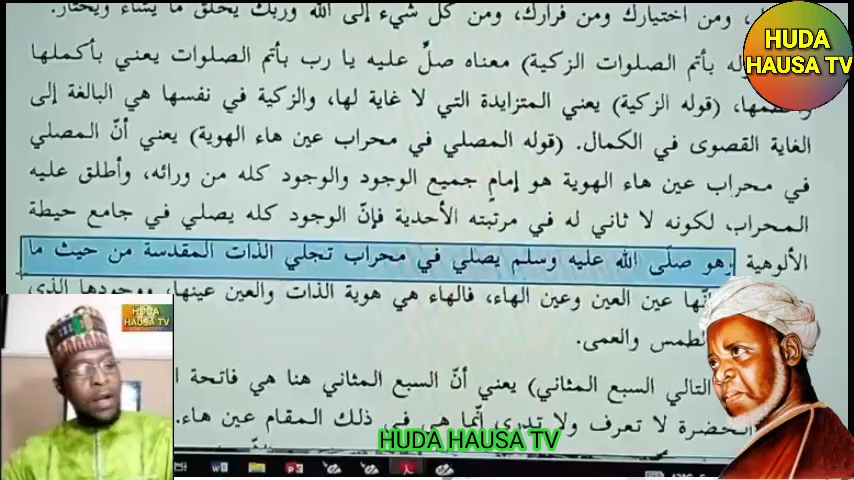 ومن اختيارك ومن فرارك، ومن كل شيء إلى الله وربك يخلق ما يشاء ويختار.
بأتم الصلوات الزكية) معناه صلِّ عليه يا رب بأتم الصلوات يعني بأكملها
(قوله الزكية) يعني المتزايدة التي لا غاية لها، والزكية في نفسها هي البالغة إلى
الغاية القصوى في الكمال. (قوله المصلي في محراب عين هاء الهوية) يعني أنّ المصلي
في محراب عين هاء الهوية هو إمام جميع الوجود والوجود كله من ورائه، وأطلق عليه
المحراب لكونه لا ثاني له في مرتبته الأحدية فإنّ الوجود كله يصلي في جامع حيطة
الألوهية وهو صلّى الله عليه وسلم يصلي في محراب تجلي الذات المقدسة من حيث ما
عين العين وعين الهاء، فالهاء هي هوية الذات والعين عينها، ووجودها الذي
الطمس والعمى.
التالي السبع المثاني) يعني أنّ السبع المثاني هنا هي فاتحة
الحضرة لا تعرف ولا تدرى أنّما هي في ذلك المقام عين هاء.
HUDA
HAUSA TV
HUDA
HAUSA TV
HUDA HAUSA TV